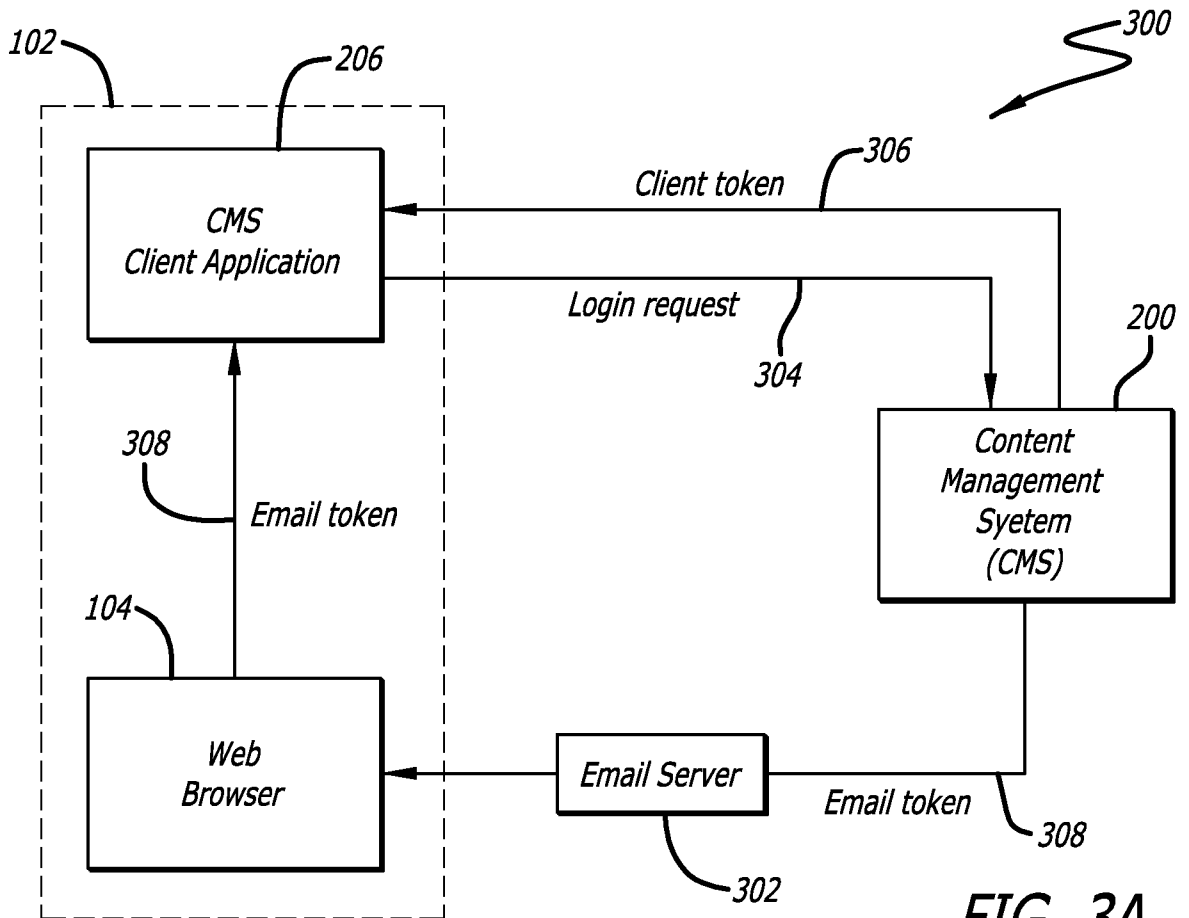 300
102
206
306
Client token
CMS
Client Application
Login request
304
200
Content
Management
Syetem
(CMS)
308
Email token
104
Web
Browser
Email Server
Email token
308
302
FIG. 3A